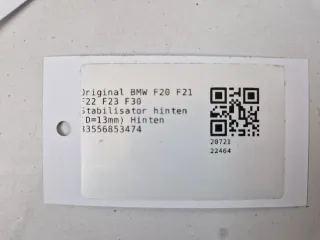 Original BMW F20 F21
F22 F23 F30
Stabilisator hinten
(D=13mm) Hinten
33556853474
20721
22464